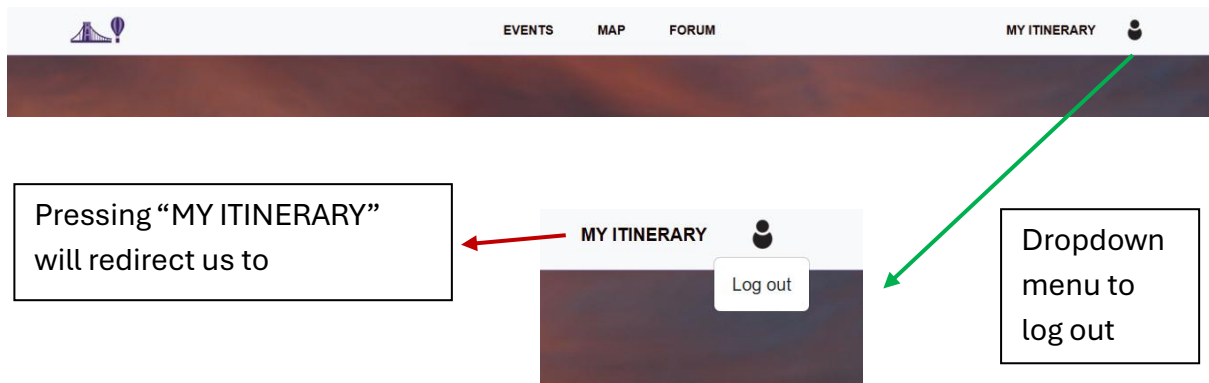 EVENTS MAP FORUM MY ITINERARY
Pressing “MY ITINERARY”
will redirect us to
MY ITINERARY
Log out
Dropdown
menu to
log out